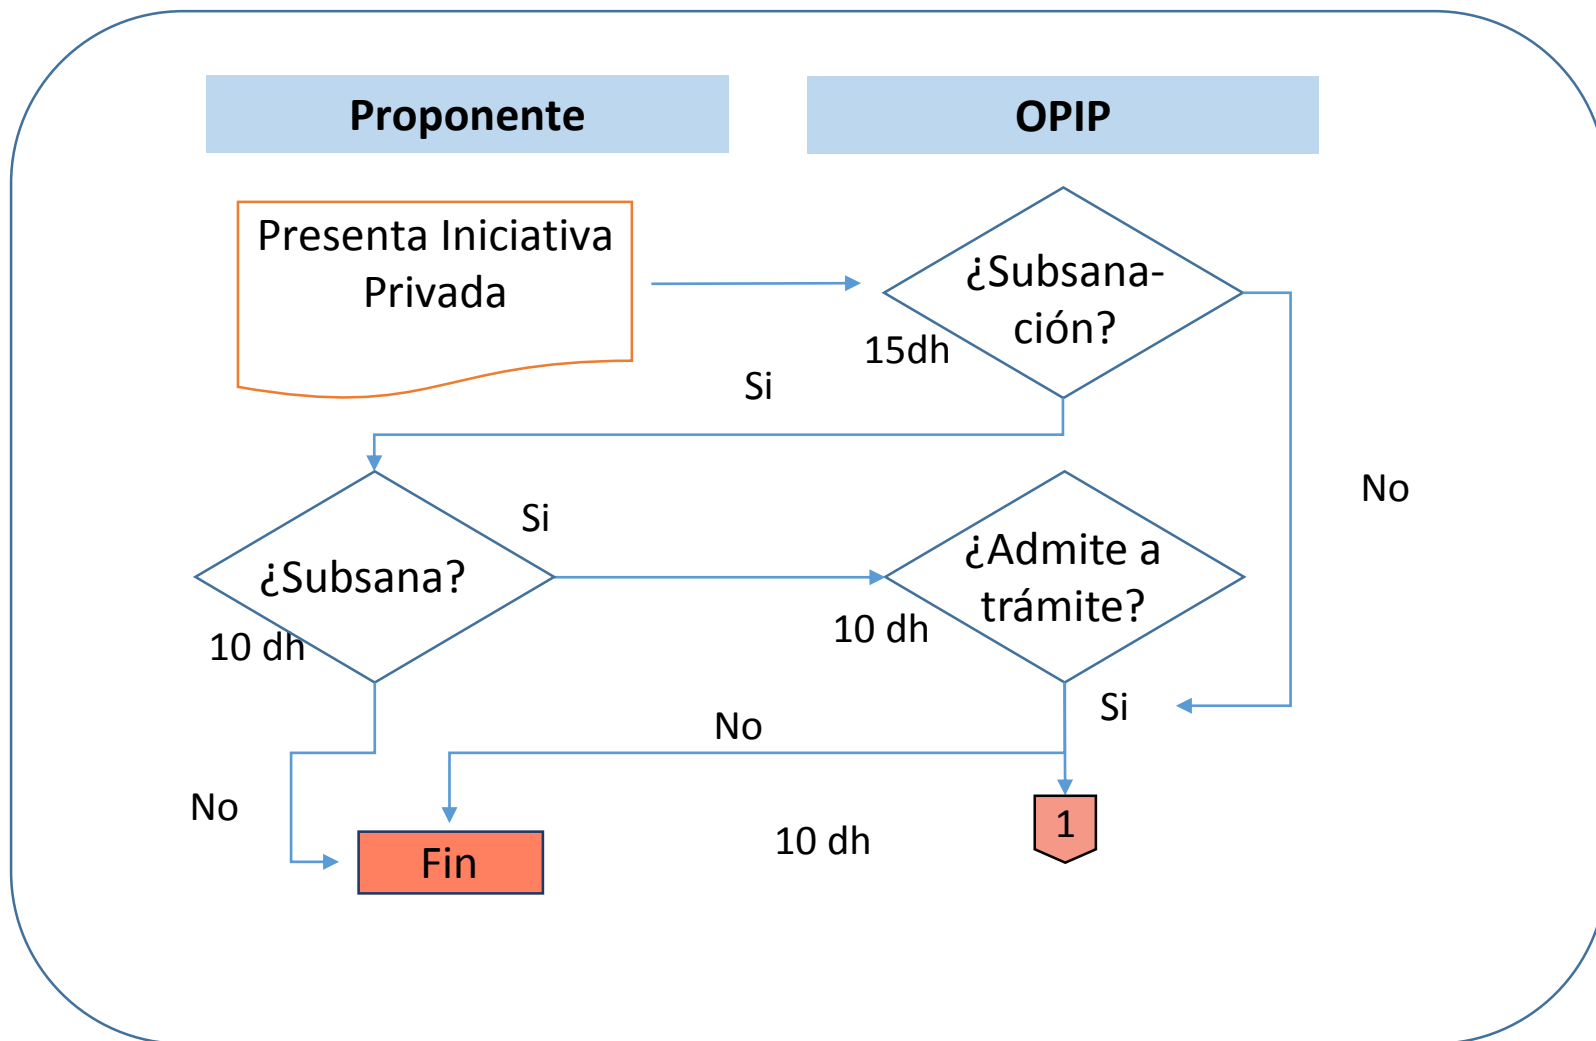 Proponente
OPIP
Presenta Iniciativa
Privada
¿Subsana-
ción?
15dh
Si
No
Si
¿Subsana?
10 dh
¿Admite a
trámite?
10 dh
Si
No
No
Fin
10 dh
1